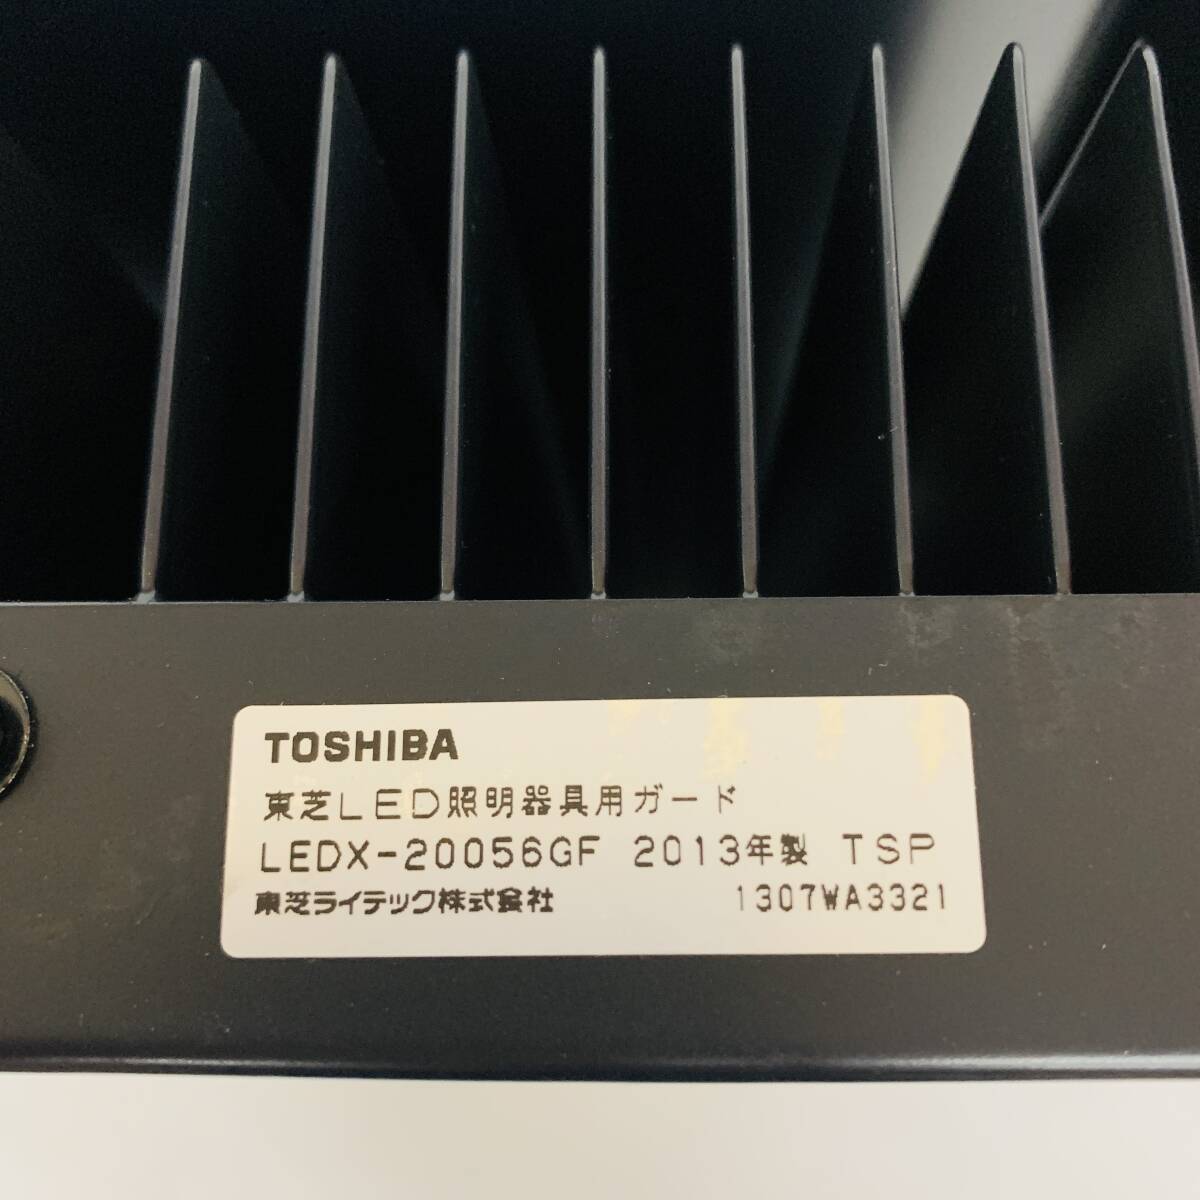 TOSHIBA
東芝LED照明器具用ガード
LEDX-20056GF 2013年製 TSP
東芝ライテック株式会社 1307WA3321